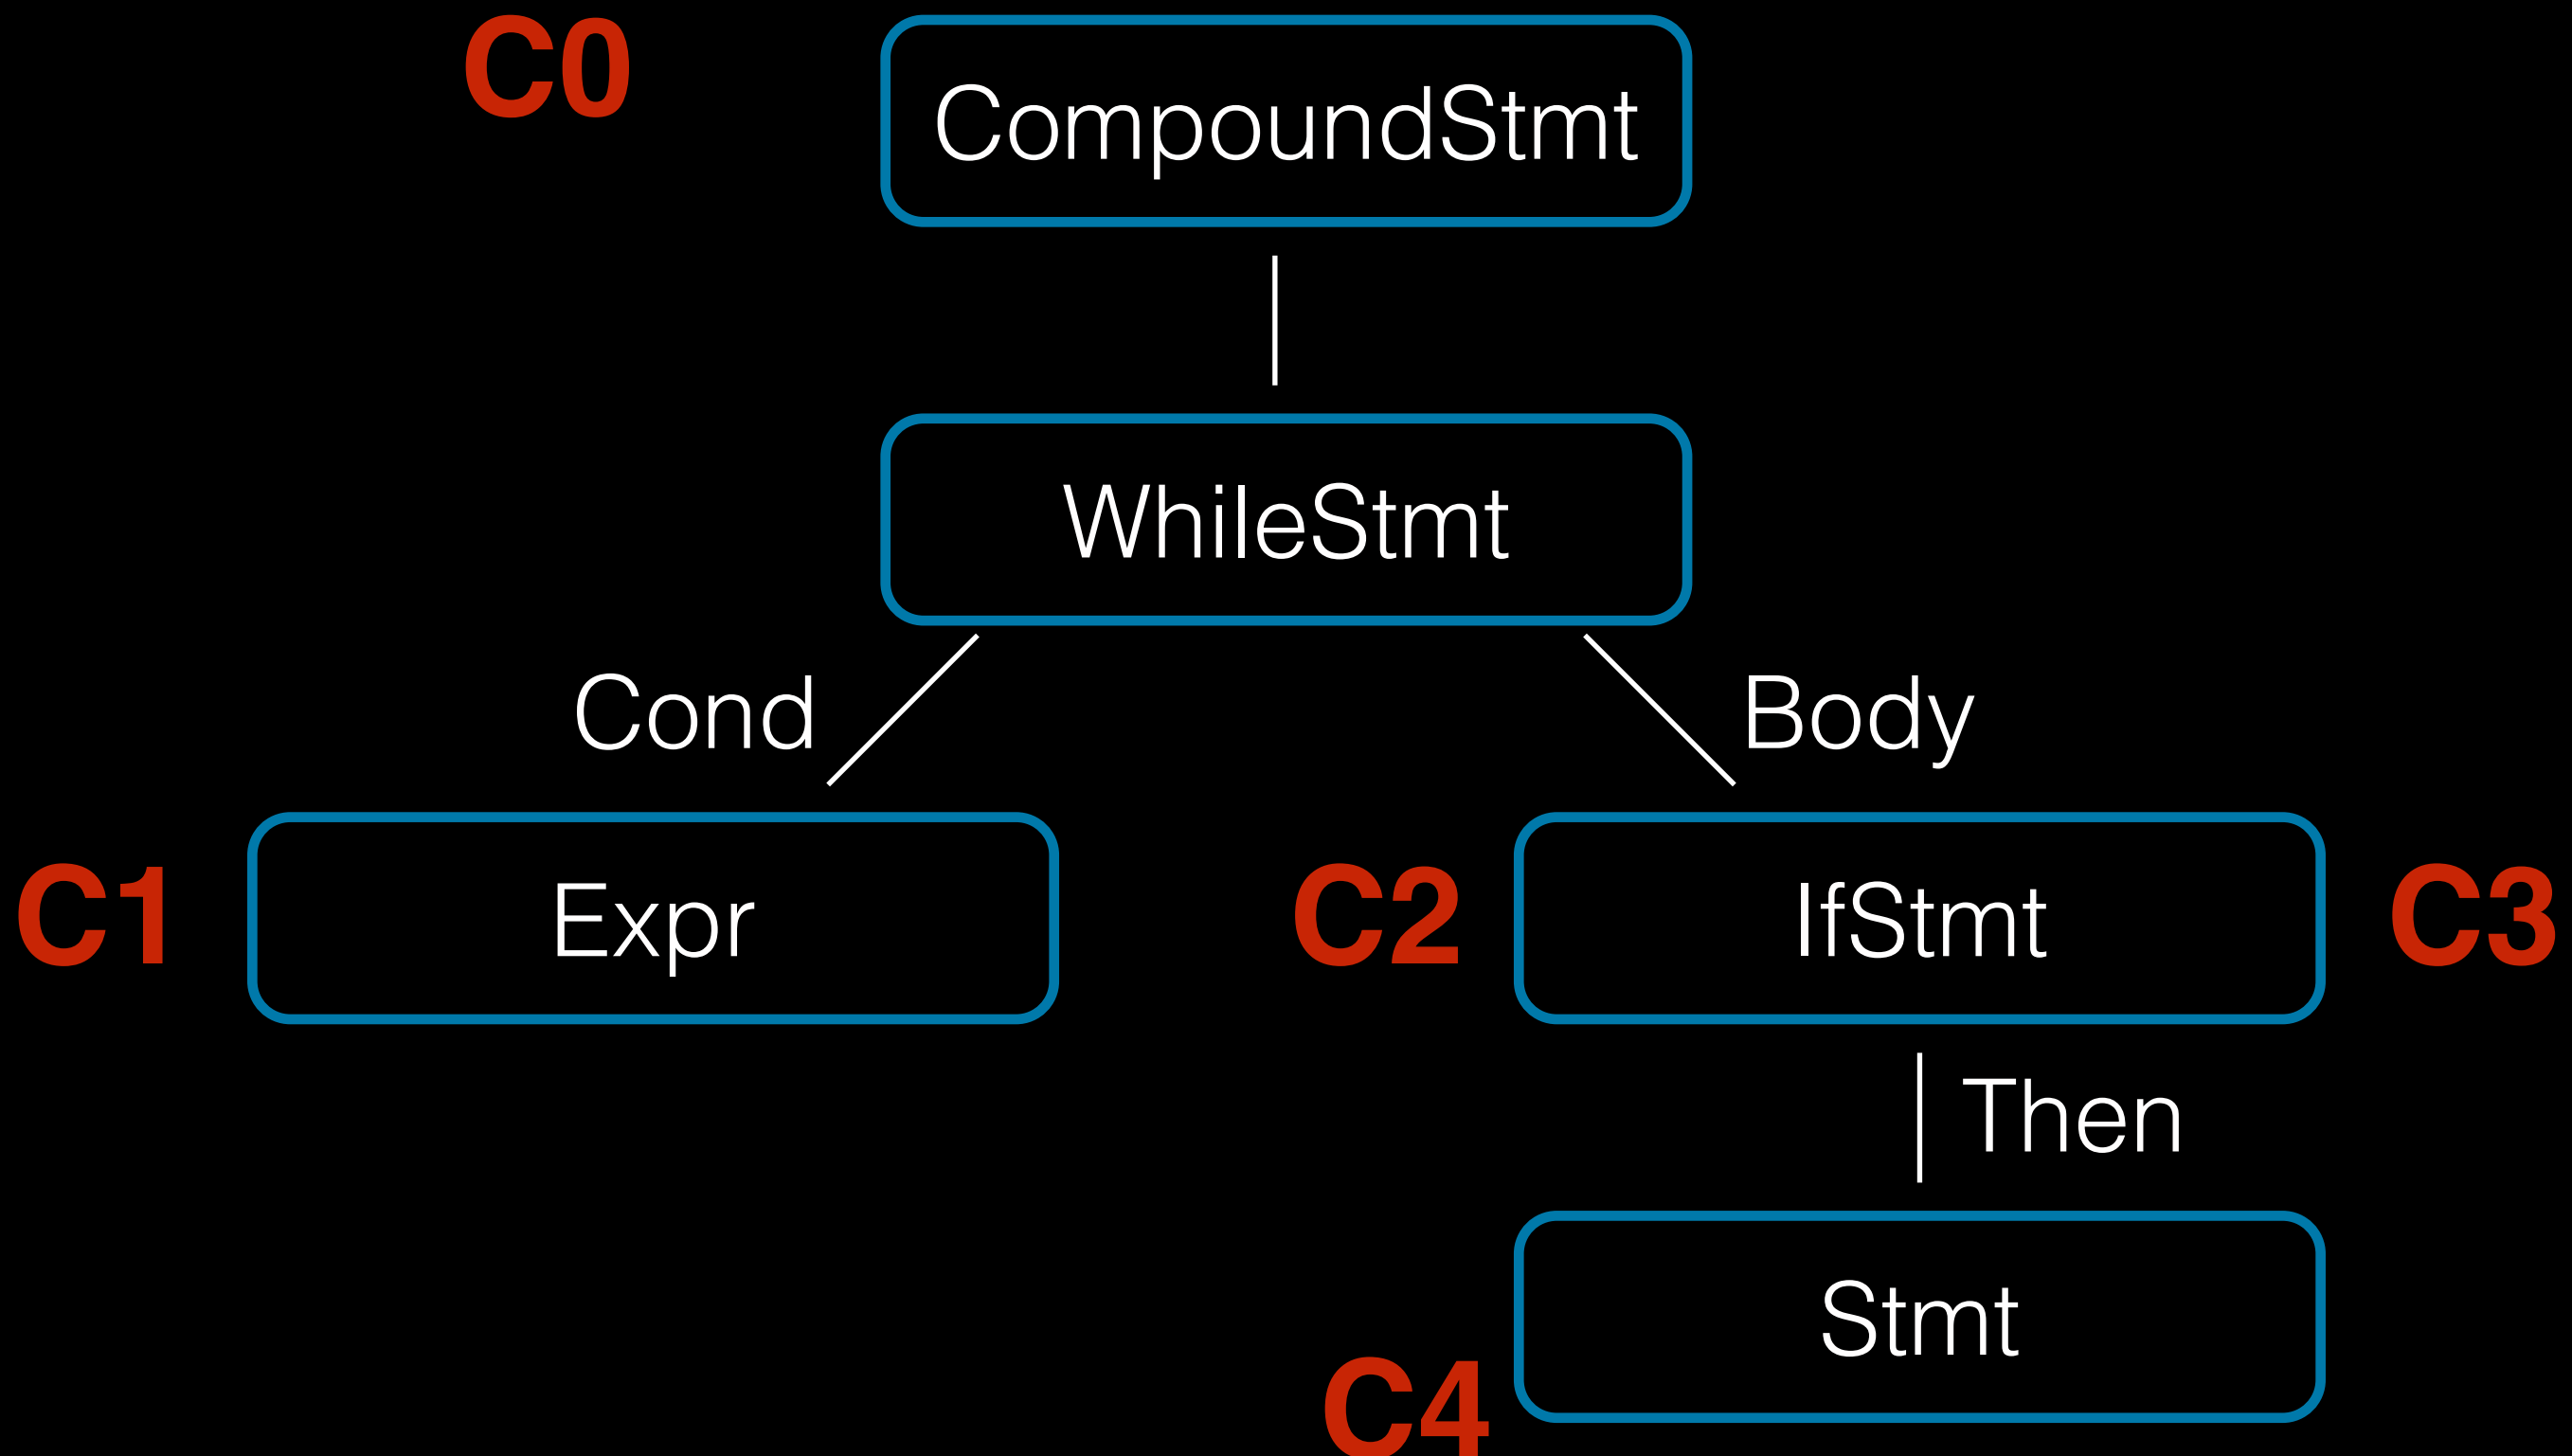 C0
CompoundStmt
WhileStmt
Cond
Body
C1
Expr
C2
IfStmt
C3
Then
Stmt
C4